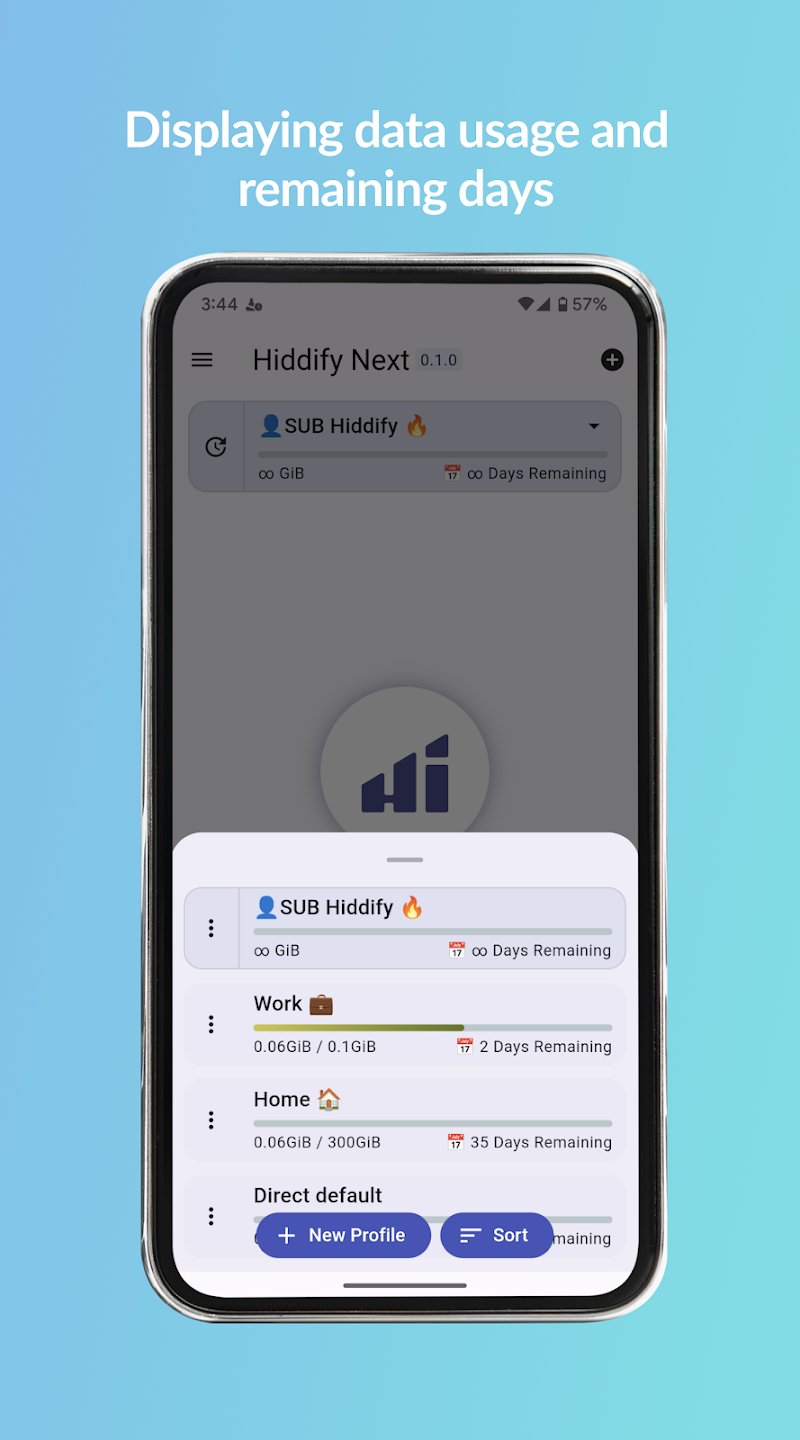 Displaying data usage and
remaining days
3:44 57%
Hiddify Next 0.1.0
👤SUB Hiddify 🔥
∞ GiB 📅 ∞ Days Remaining
Hi
👤SUB Hiddify 🔥
∞ GiB 📅 ∞ Days Remaining
Work 💼
0.06GiB / 0.1GiB 📅 2 Days Remaining
Home 🏠
0.06GiB / 300GiB 📅 35 Days Remaining
Direct default
New Profile Sort